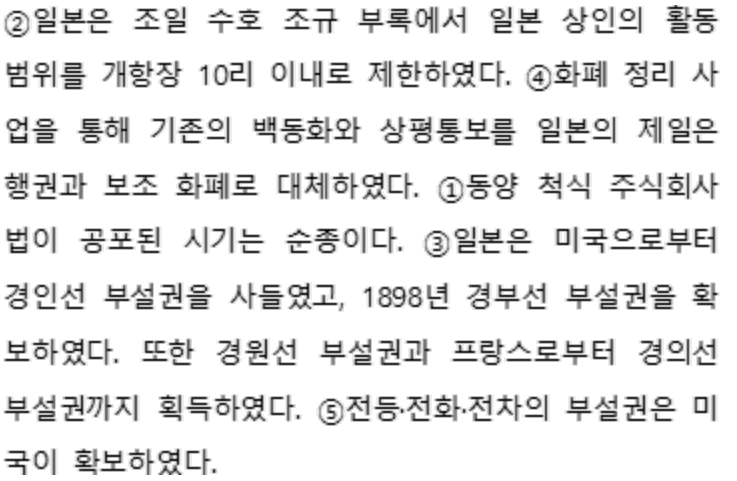 ②일본은 조일 수호 조규 부록에서 일본 상인의 활동
범위를 개항장 10리 이내로 제한하였다. ④화폐 정리 사
업을 통해 기존의 백동화와 상평통보를 일본의 제일은
행권과 보조 화폐로 대체하였다. ①동양 척식 주식회사
법이 공포된 시기는 순종이다. ③일본은 미국으로부터
경인선 부설권을 사들였고, 1898년 경부선 부설권을 확
보하였다. 또한 경원선 부설권과 프랑스로부터 경의선
부설권까지 획득하였다. ⑤전등·전화·전차의 부설권은 미
국이 확보하였다.